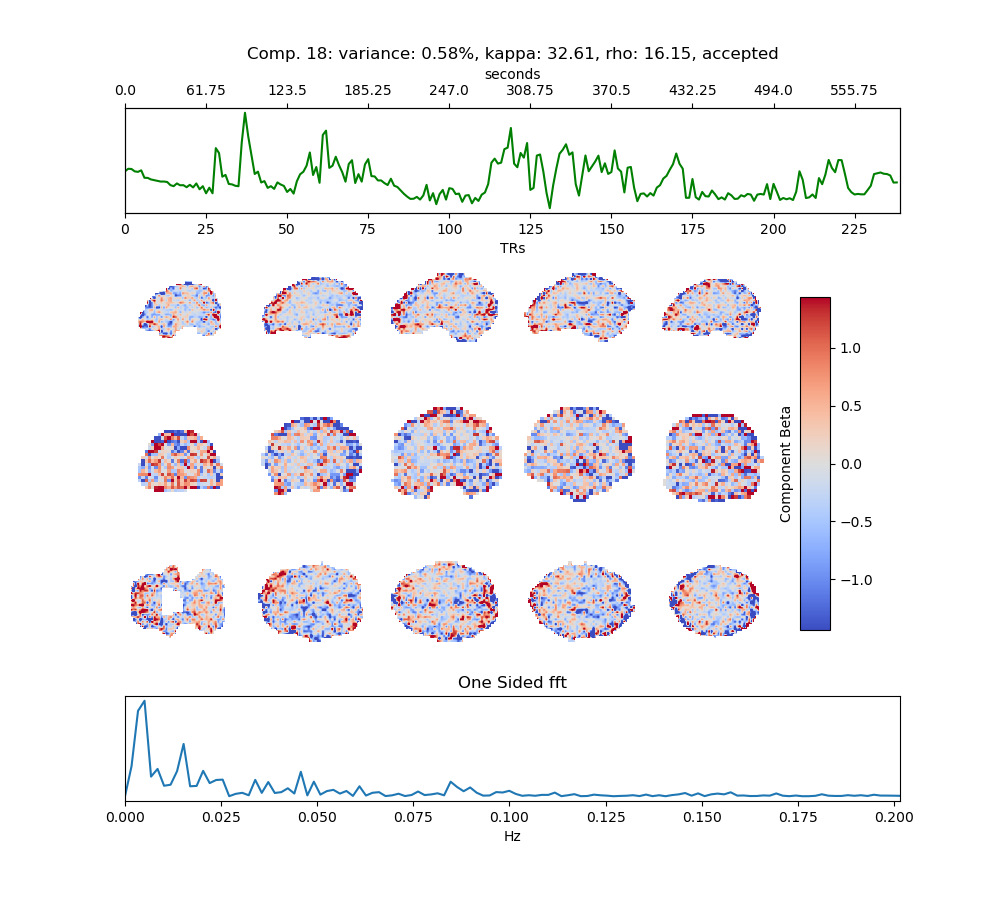 Comp. 18: variance: 0.58%, kappa: 32.61, rho: 16.15, accepted
seconds
0.0 61.75 123.5 185.25 247.0 308.75 370.5 432.25 494.0 555.75
0 25 50 75 100 125 150 175 200 225
TRs
1.0
0.5
0.0
−0.5
−1.0
Component Beta
One Sided fft
0.000 0.025 0.050 0.075 0.100 0.125 0.150 0.175 0.200
Hz